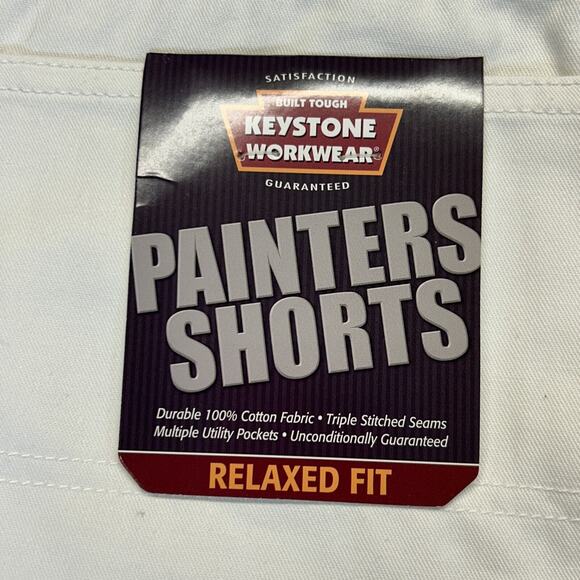 SATISFACTION
BUILT TOUGH
KEYSTONE
WORKWEAR®
GUARANTEED
PAINTERS
SHORTS
Durable 100% Cotton Fabric • Triple Stitched Seams
Multiple Utility Pockets • Unconditionally Guaranteed
RELAXED FIT